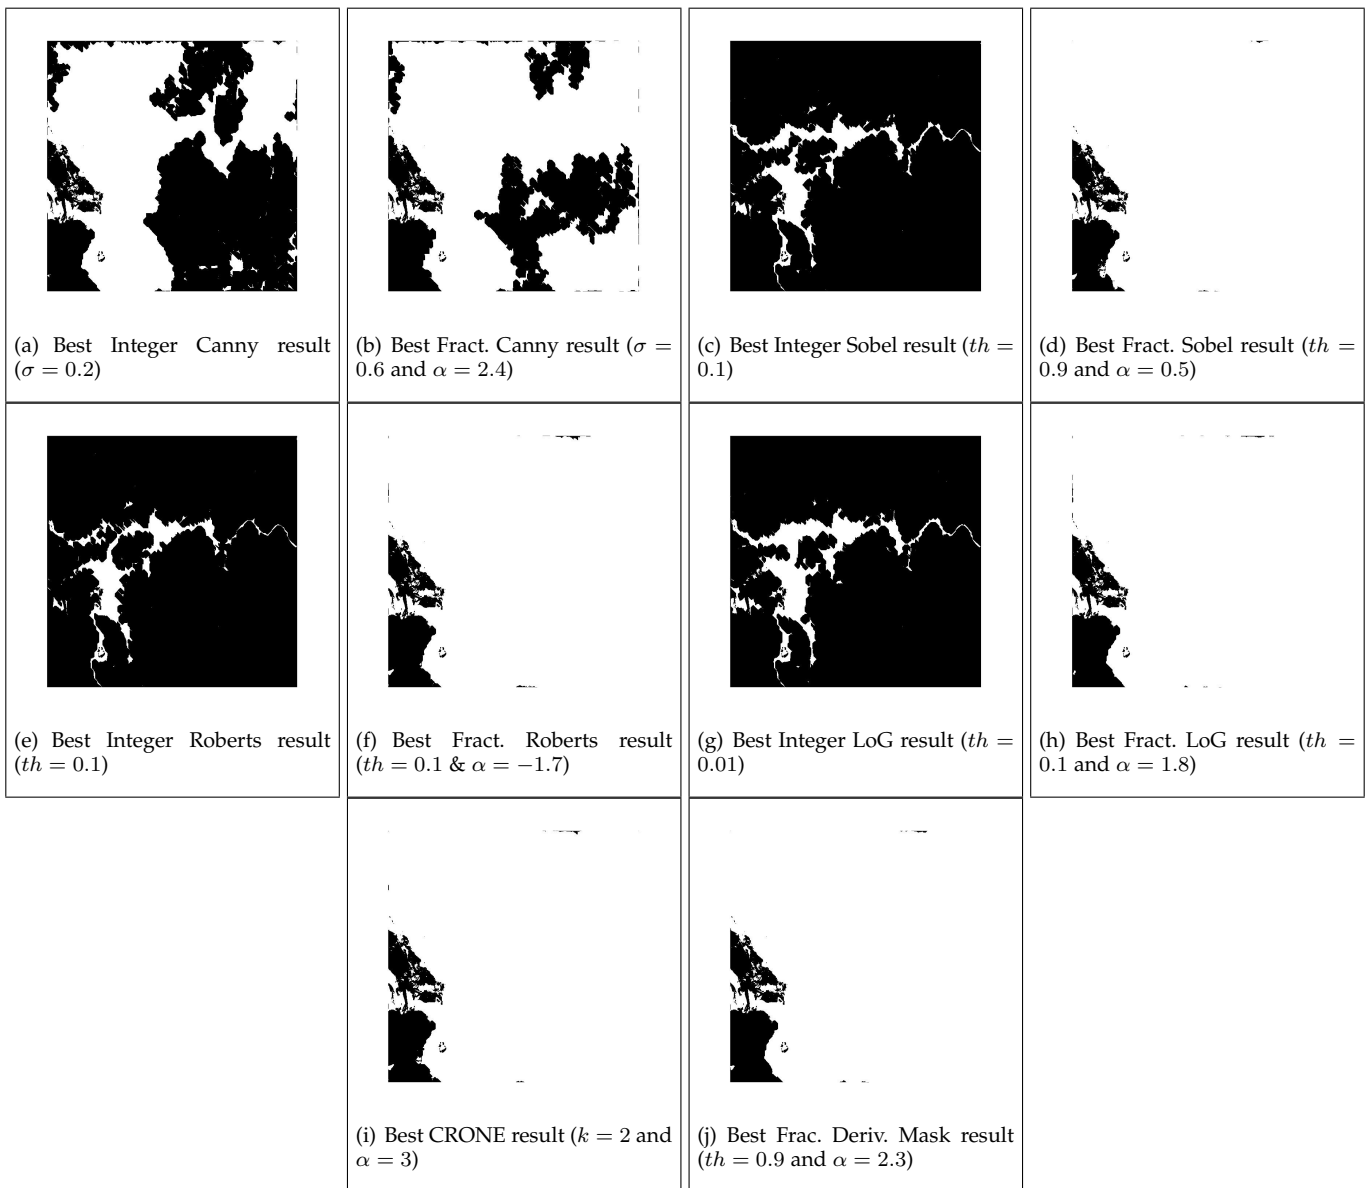 (a) Best Integer Canny result
(σ = 0.2)
(b) Best Fract. Canny result (σ =
0.6 and α = 2.4)
(c) Best Integer Sobel result (th =
0.1)
(d) Best Fract. Sobel result (th =
0.9 and α = 0.5)
(e) Best Integer Roberts result
(th = 0.1)
(f) Best Fract. Roberts result
(th = 0.1 & α = −1.7)
(g) Best Integer LoG result (th =
0.01)
(h) Best Fract. LoG result (th =
0.1 and α = 1.8)
(i) Best CRONE result (k = 2 and
α = 3)
(j) Best Frac. Deriv. Mask result
(th = 0.9 and α = 2.3)